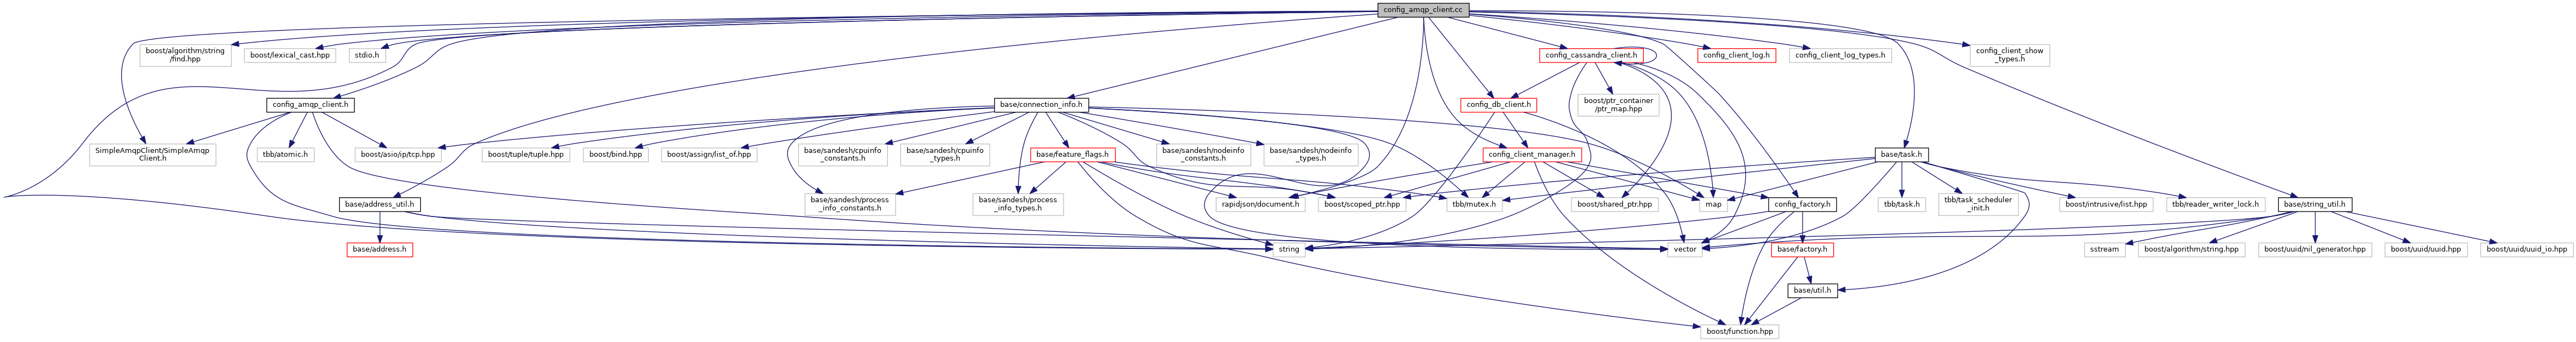 config_amqp_client.cc
boost/algorithm/string
/find.hpp
boost/lexical_cast.hpp
stdio.h
config_cassandra_client.h
config_client_log.h
config_client_log_types.h
config_client_show
_types.h
config_amqp_client.h
base/connection_info.h
config_db_client.h
boost/ptr_container
/ptr_map.hpp
SimpleAmqpClient/SimpleAmqp
Client.h
tbb/atomic.h
boost/asio/ip/tcp.hpp
boost/tuple/tuple.hpp
boost/bind.hpp
boost/assign/list_of.hpp
base/sandesh/cpuinfo
_constants.h
base/sandesh/cpuinfo
_types.h
base/feature_flags.h
base/sandesh/nodeinfo
_constants.h
base/sandesh/nodeinfo
_types.h
config_client_manager.h
base/task.h
base/address_util.h
base/sandesh/process
_info_constants.h
base/sandesh/process
_info_types.h
rapidjson/document.h
boost/scoped_ptr.hpp
tbb/mutex.h
boost/shared_ptr.hpp
map
config_factory.h
tbb/task.h
tbb/task_scheduler
_init.h
boost/intrusive/list.hpp
tbb/reader_writer_lock.h
base/string_util.h
base/address.h
string
vector
base/factory.h
sstream
boost/algorithm/string.hpp
boost/uuid/nil_generator.hpp
boost/uuid/uuid.hpp
boost/uuid/uuid_io.hpp
base/util.h
boost/function.hpp